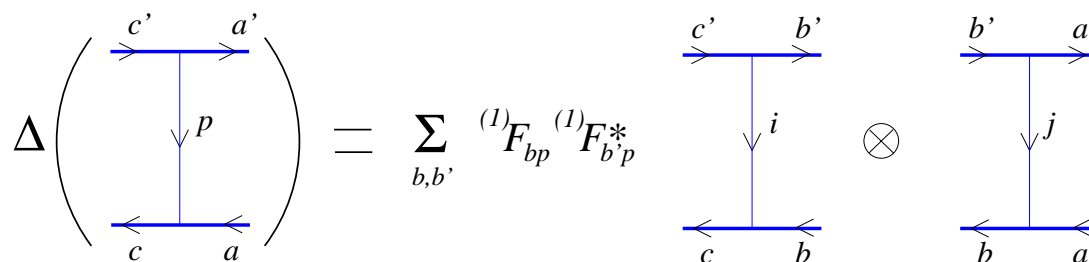 c’ a’ c’ b’ b’ a
Δ ( p ) = Σ ⁽¹⁾F_bp ⁽¹⁾F*_b’p i ⊗ j
b,b’
c a c b b a